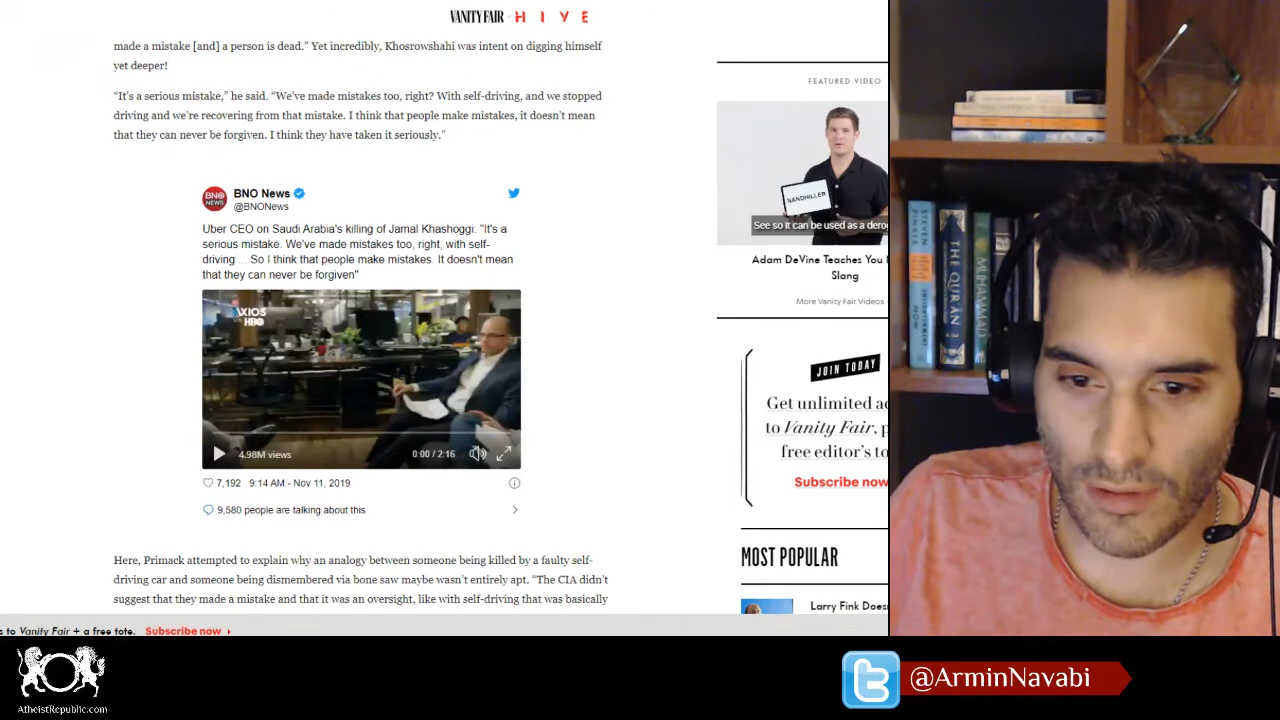 VANITY FAIR HIVE
made a mistake [and] a person is dead.” Yet incredibly, Khosrowshahi was intent on digging himself
yet deeper!
“It’s a serious mistake,” he said. “We’ve made mistakes too, right? With self-driving, and we stopped
driving and we’re recovering from that mistake. I think that people make mistakes, it doesn’t mean
that they can never be forgiven. I think they have taken it seriously.”
BNO NEWS
BNO News
@BNONews
Uber CEO on Saudi Arabia's killing of Jamal Khashoggi: "It's a
serious mistake. We've made mistakes too, right, with self-
driving ... So I think that people make mistakes. It doesn't mean
that they can never be forgiven"
AXIOS
HBO
4.98M views
0:00 / 2:16
7,192 9:14 AM - Nov 11, 2019
9,580 people are talking about this
Here, Primack attempted to explain why an analogy between someone being killed by a faulty self-
driving car and someone being dismembered via bone saw maybe wasn’t entirely apt. “The CIA didn’t
suggest that they made a mistake and that it was an oversight, like with self-driving that was basically
s to Vanity Fair + a free tote. Subscribe now
FEATURED VIDEO
SANDHILLER
See so it can be used as a derog
Adam DeVine Teaches You
Slang
More Vanity Fair Videos
JOIN TODAY
Get unlimited ac
to Vanity Fair, p
free editor’s to
Subscribe now
MOST POPULAR
Larry Fink Does
STEVEN PINKER
ENLIGHTENMENT NOW
THE QURAN
MUHAMMAD
AtheistRepublic.com
@ArminNavabi